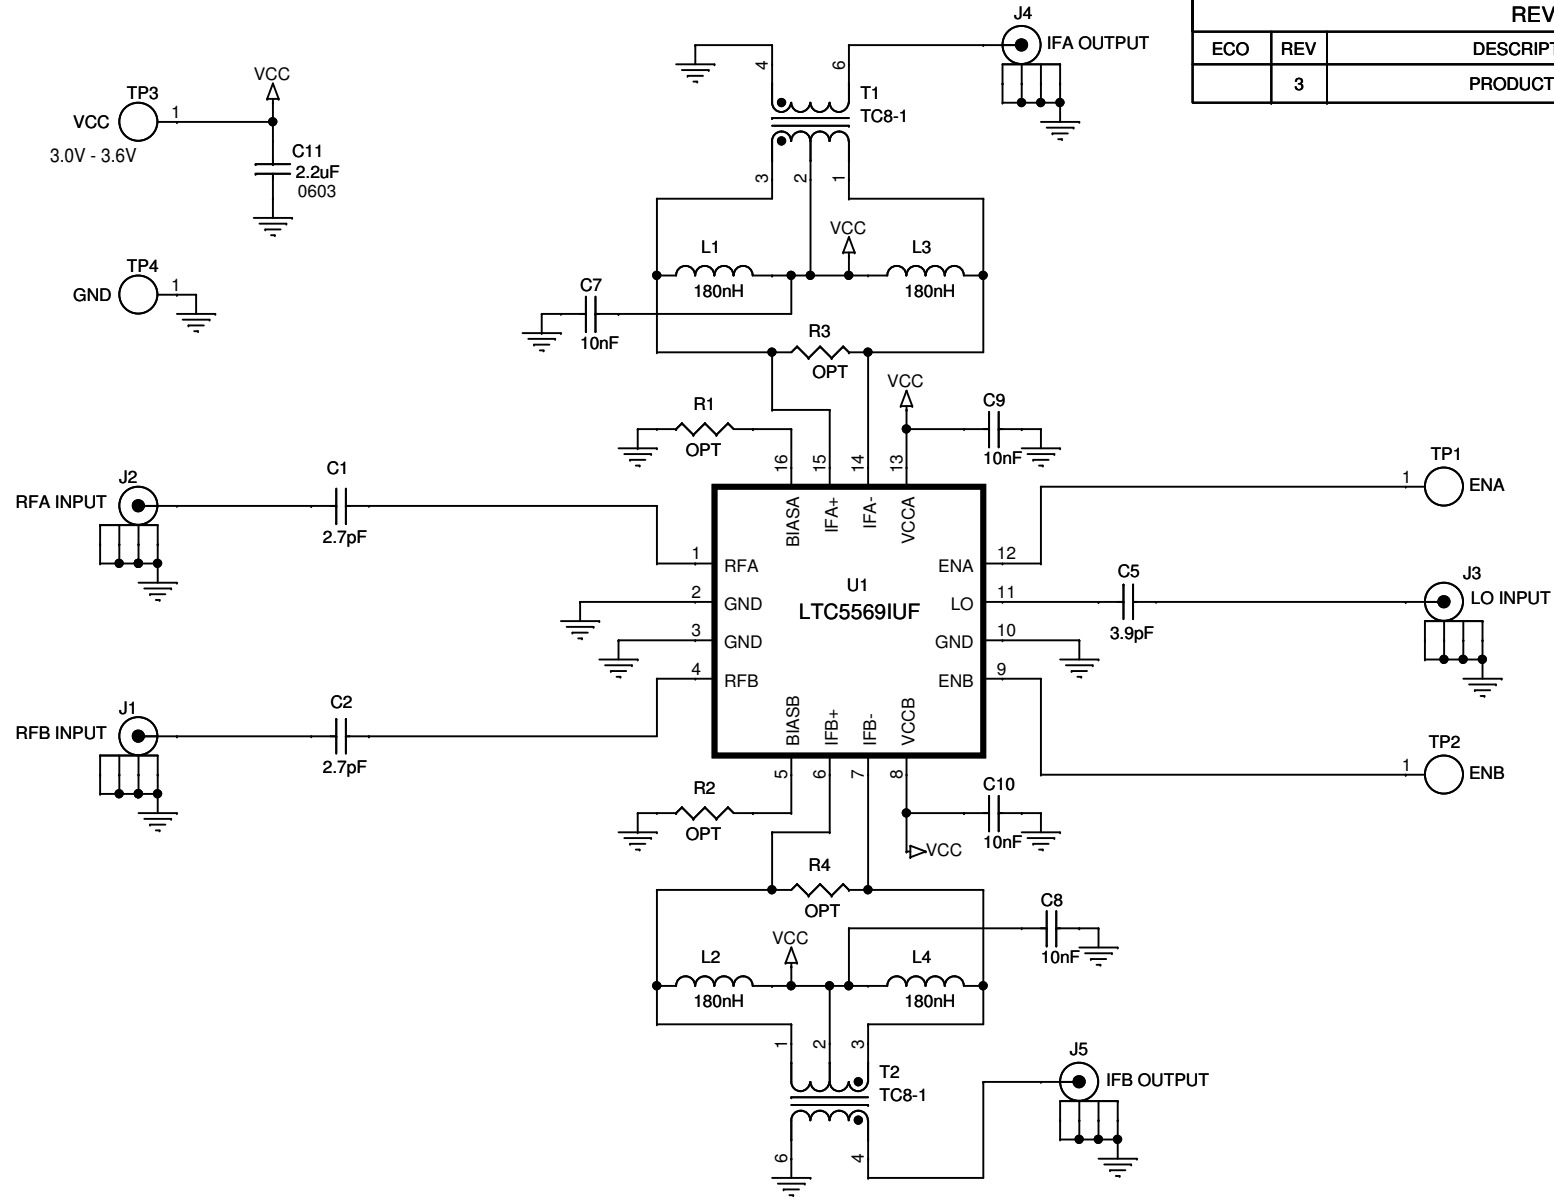 REV
ECO REV DESCRIPT
3 PRODUCT
J4
IFA OUTPUT
4 6
T1
TC8-1
3 2 1
VCC
TP3
VCC 1
3.0V - 3.6V
C11
2.2uF
0603
TP4
GND 1
VCC
L1
180nH
L3
180nH
C7
10nF
R3
OPT
VCC
C9
10nF
R1
OPT
16 15 14 13
J2
RFA INPUT
C1
2.7pF
TP1
1 ENA
BIASA IFA+ IFA- VCCA
1 RFA
2 GND
3 GND
4 RFB
U1
LTC5569IUF
ENA 12
LO 11
GND 10
ENB 9
C5
3.9pF
J3
LO INPUT
J1
RFB INPUT
C2
2.7pF
BIASB IFB+ IFB- VCCB
5 6 7 8
TP2
1 ENB
R2
OPT
C10
10nF
VCC
R4
OPT
C8
10nF
VCC
L2
180nH
L4
180nH
1 2 3
T2
TC8-1
6 4
J5
IFB OUTPUT